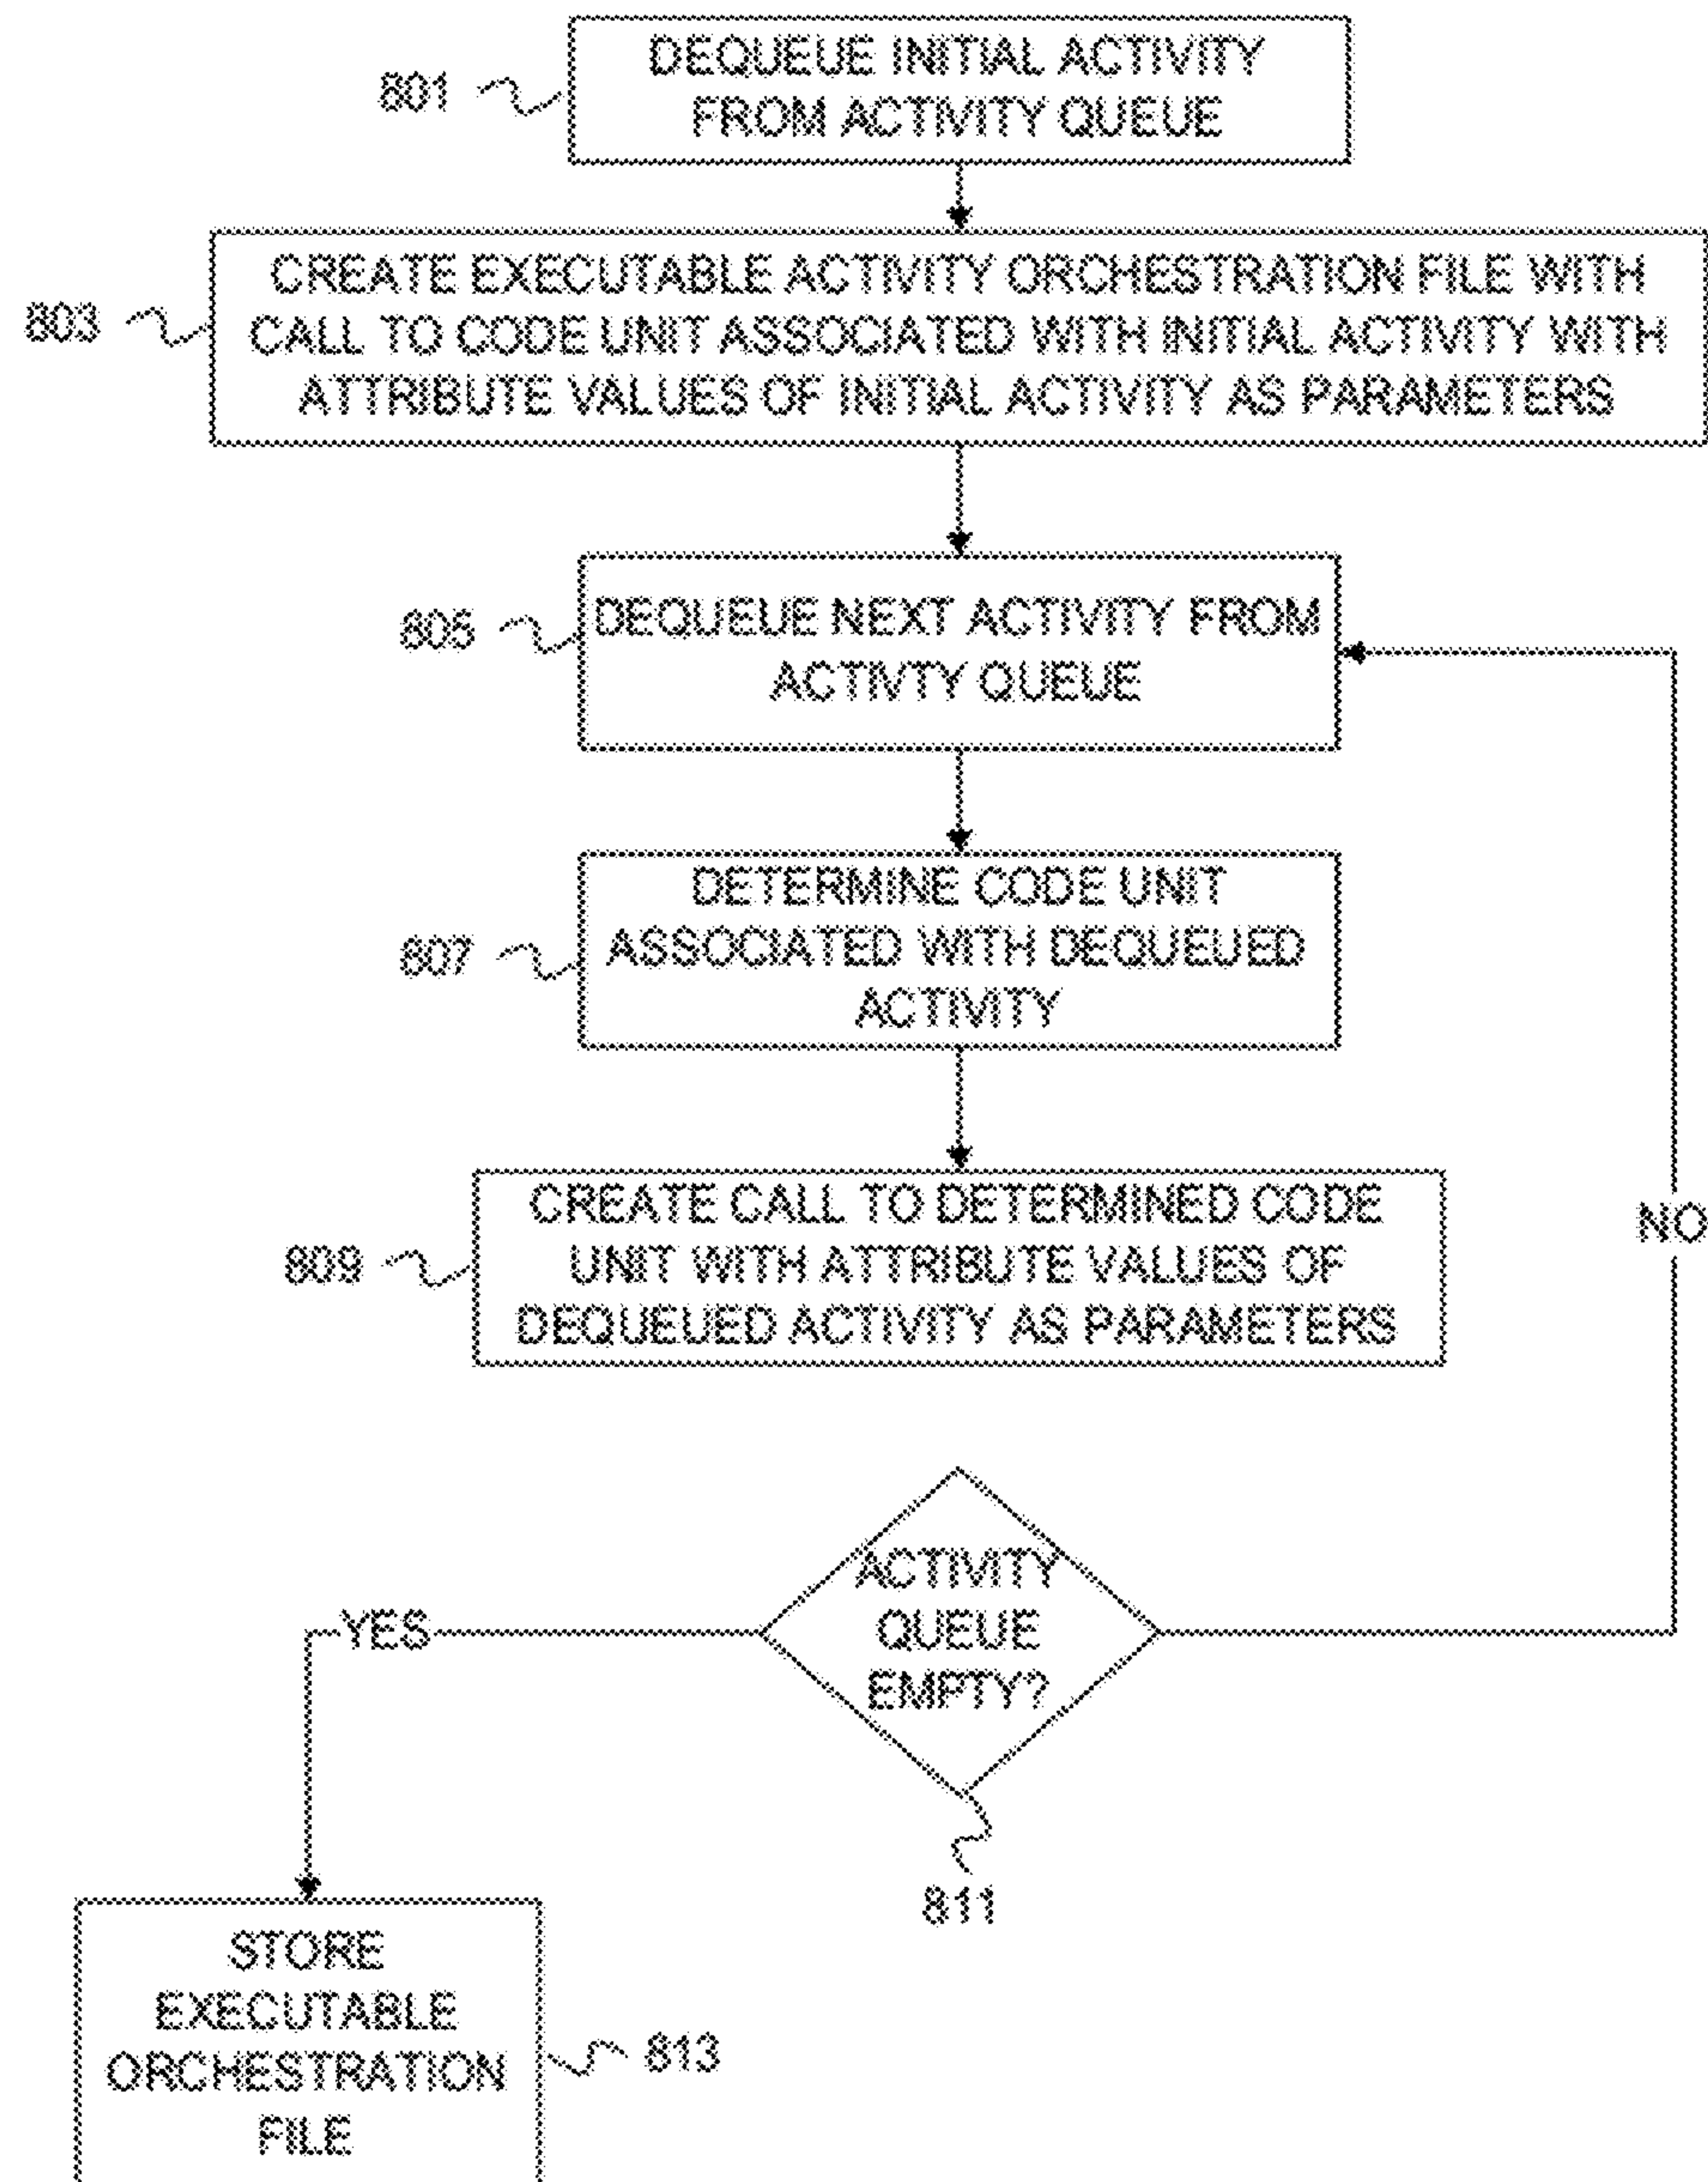 DEQUEUE INITIAL ACTIVITY
FROM ACTIVITY QUEUE
801
CREATE EXECUTABLE ACTIVITY ORCHESTRATION FILE WITH
CALL TO CODE UNIT ASSOCIATED WITH INITIAL ACTIVITY WITH
ATTRIBUTE VALUES OF INITIAL ACTIVITY AS PARAMETERS
803
DEQUEUE NEXT ACTIVITY FROM
ACTIVTY QUEUE
805
DETERMINE CODE UNIT
ASSOCIATED WITH DEQUEUED
ACTIVITY
807
CREATE CALL TO DETERMINED CODE
UNIT WITH ATTRIBUTE VALUES OF
DEQUEUED ACTIVITY AS PARAMETERS
809
NO
ACTIVITY
QUEUE
EMPTY?
YES
811
STORE
EXECUTABLE
ORCHESTRATION
FILE
813